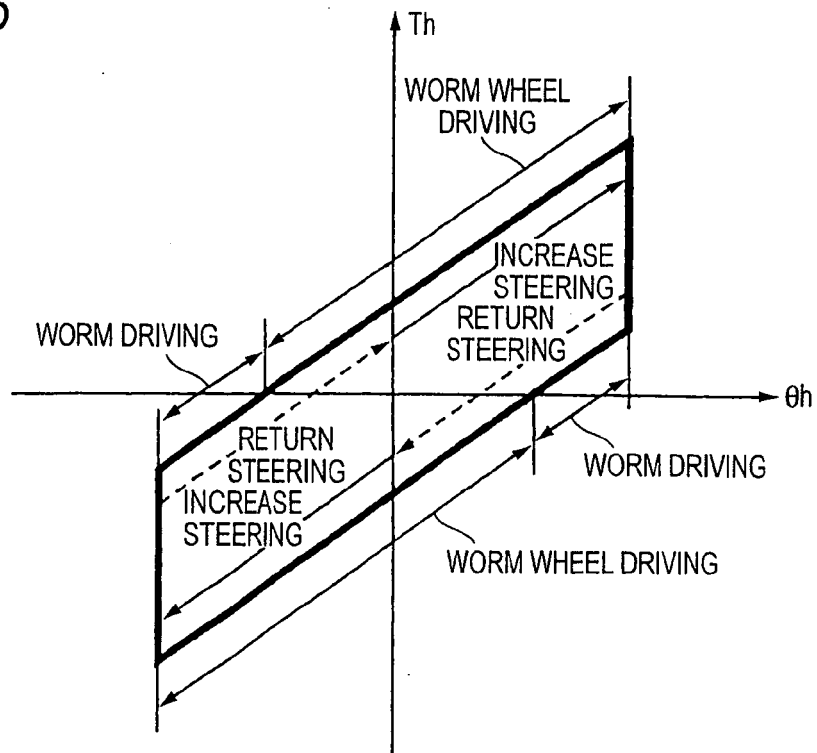 Th
WORM WHEEL
DRIVING
INCREASE
STEERING
RETURN
STEERING
WORM DRIVING
θh
RETURN
STEERING
INCREASE
STEERING
WORM DRIVING
WORM WHEEL DRIVING